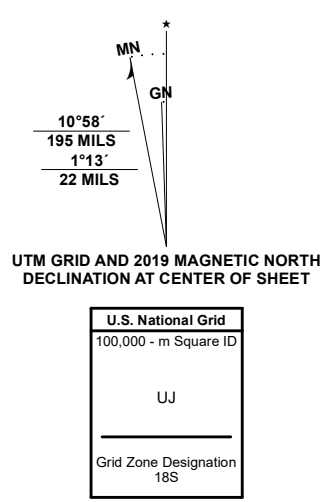 MN
GN
10°58´
195 MILS
1°13´
22 MILS
UTM GRID AND 2019 MAGNETIC NORTH
DECLINATION AT CENTER OF SHEET
U.S. National Grid
100,000 - m Square ID
UJ
Grid Zone Designation
18S